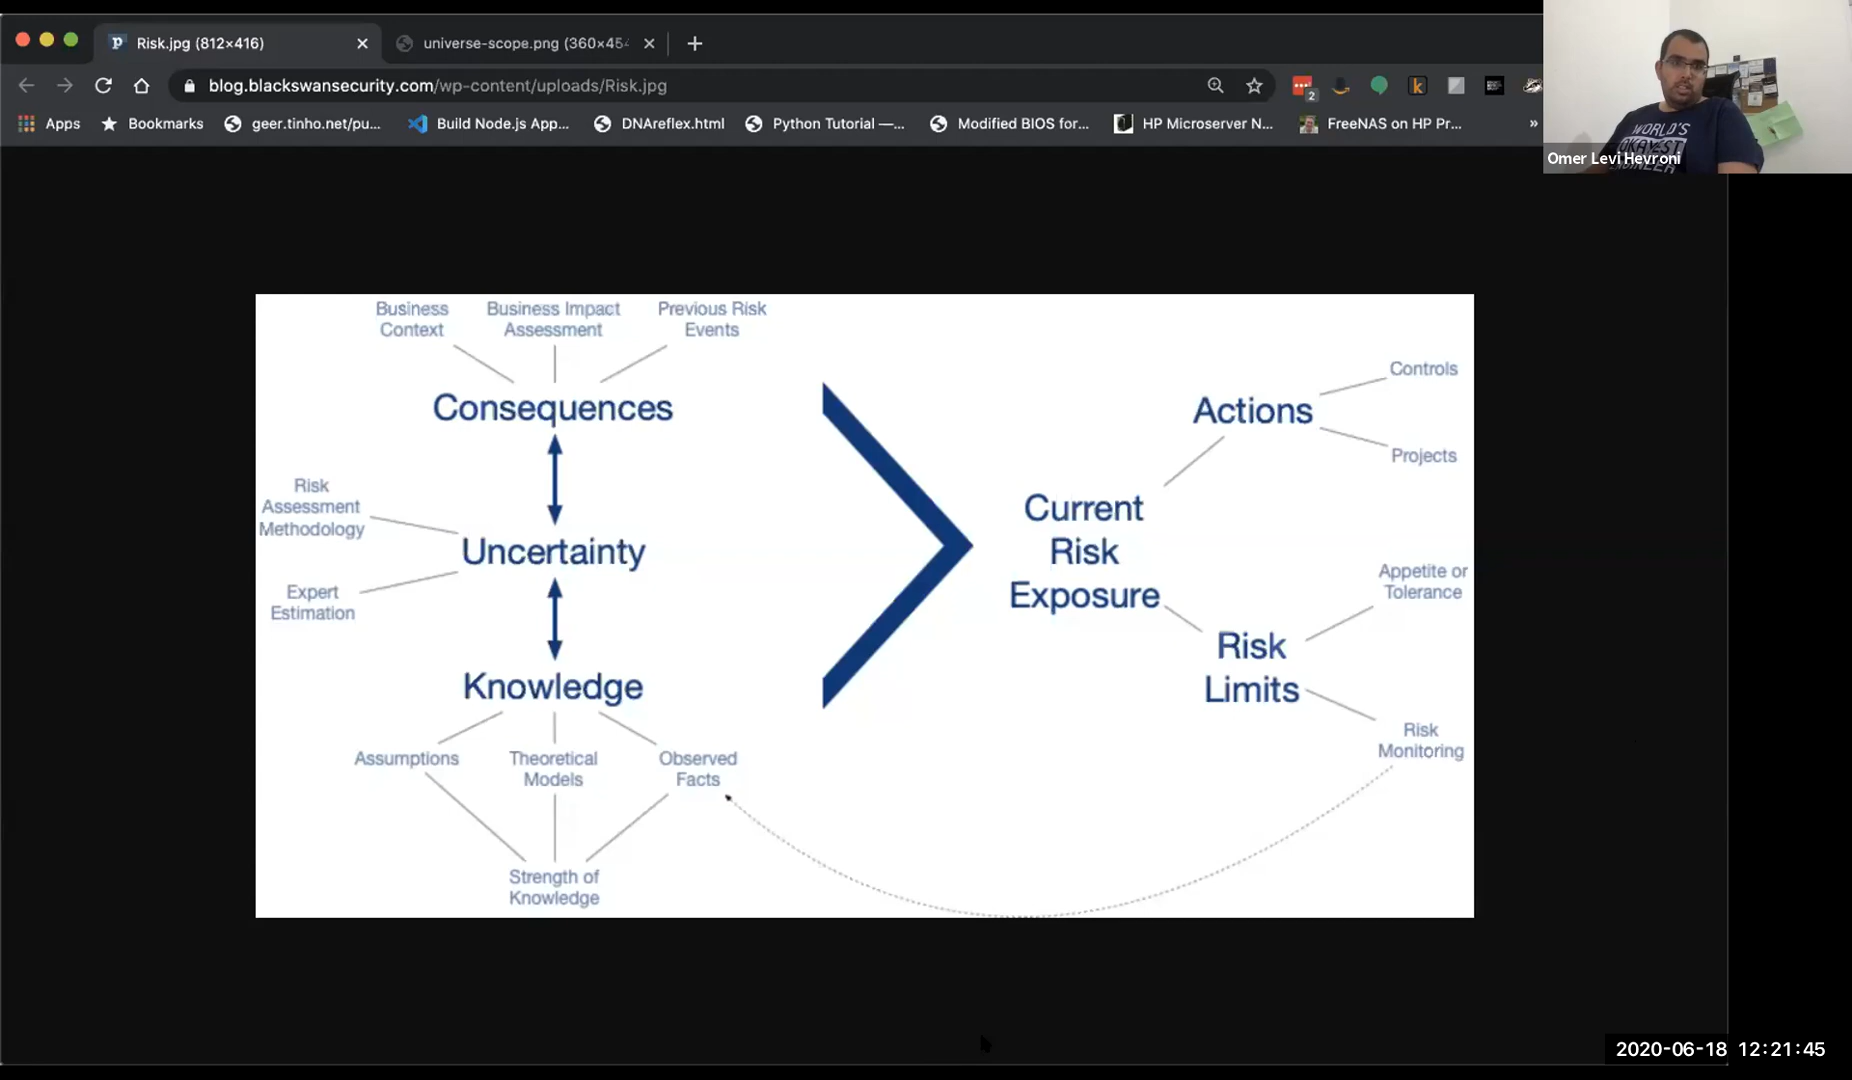 Risk.jpg (812×416)
universe-scope.png (360×45
blog.blackswansecurity.com/wp-content/uploads/Risk.jpg
2
Apps
Bookmarks
geer.tinho.net/pu...
Build Node.js App...
DNAreflex.html
Python Tutorial —...
Modified BIOS for...
HP Microserver N...
FreeNAS on HP Pr...
»
WORLD'S
OKAYEST
ENGINEER
Omer Levi Hevroni
Business
Context
Business Impact
Assessment
Previous Risk
Events
Consequences
Risk
Assessment
Methodology
Uncertainty
Expert
Estimation
Knowledge
Assumptions
Theoretical
Models
Observed
Facts
Strength of
Knowledge
Controls
Actions
Projects
Current
Risk
Exposure
Appetite or
Tolerance
Risk
Limits
Risk
Monitoring
2020-06-18 12:21:45